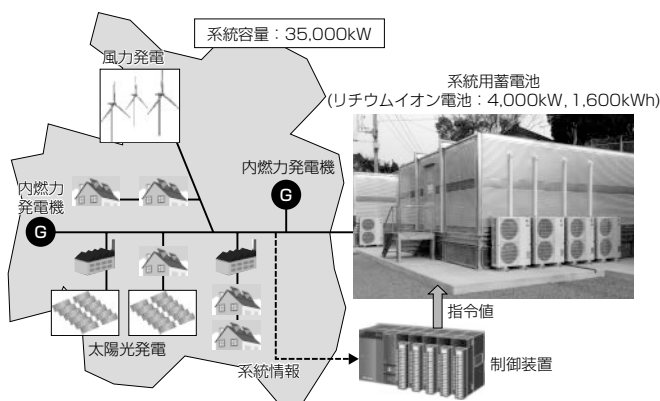 系統容量：35,000kW
風力発電
系統用蓄電池
(リチウムイオン電池：4,000kW, 1,600kWh)
内燃力発電機
G
内燃力
発電機
G
太陽光発電
系統情報
指令値
制御装置